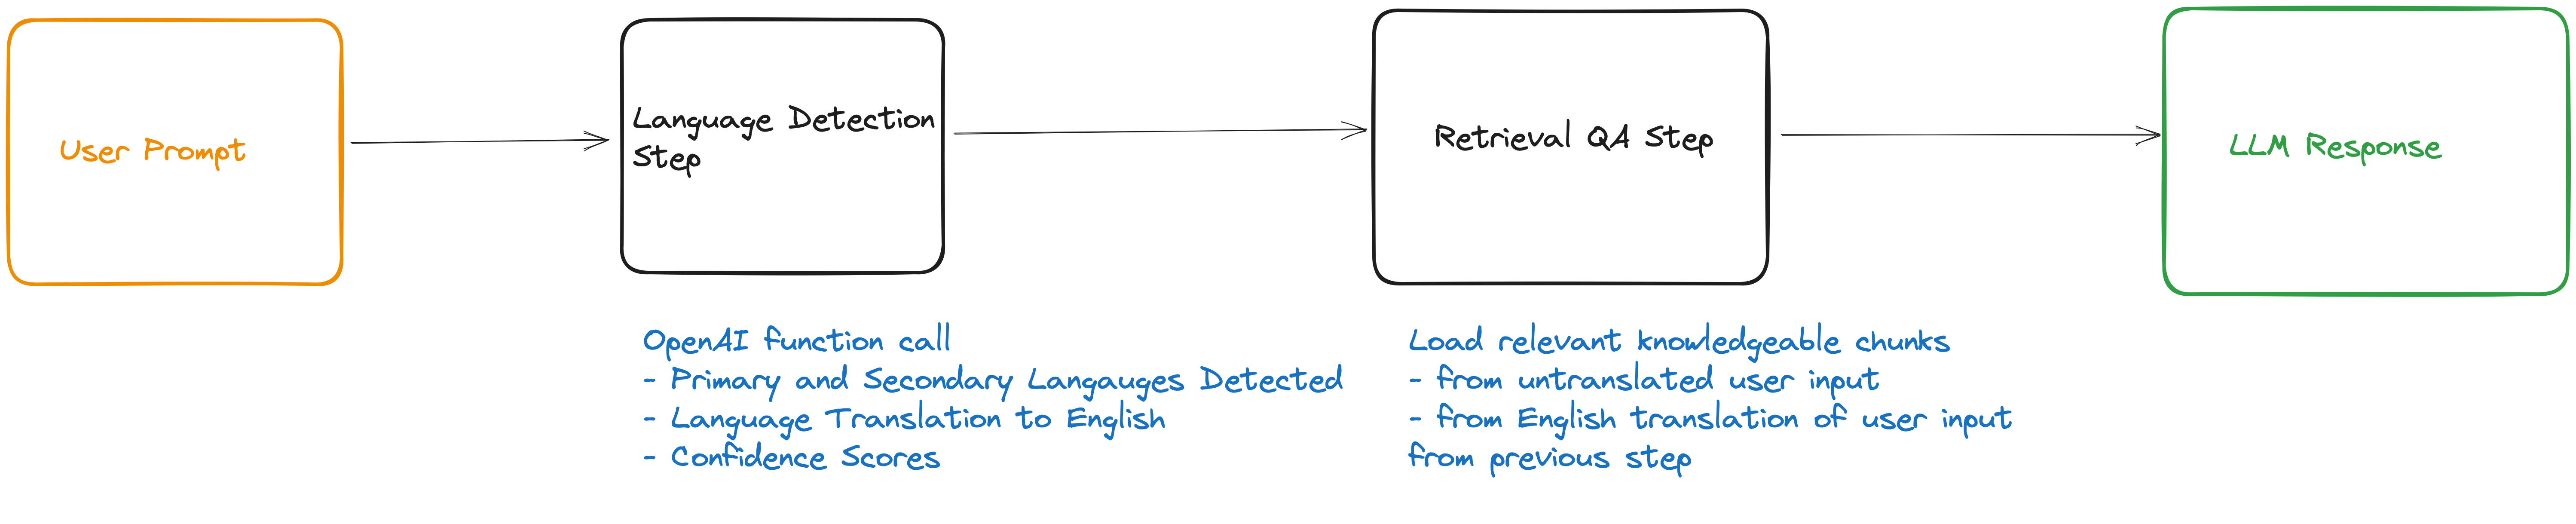 User Prompt
Language Detection
Step
Retrieval QA Step
LLM Response
OpenAI function call
- Primary and Secondary Langauges Detected
- Language Translation to English
- Confidence Scores
Load relevant knowledgeable chunks
- from untranslated user input
- from English translation of user input
from previous step